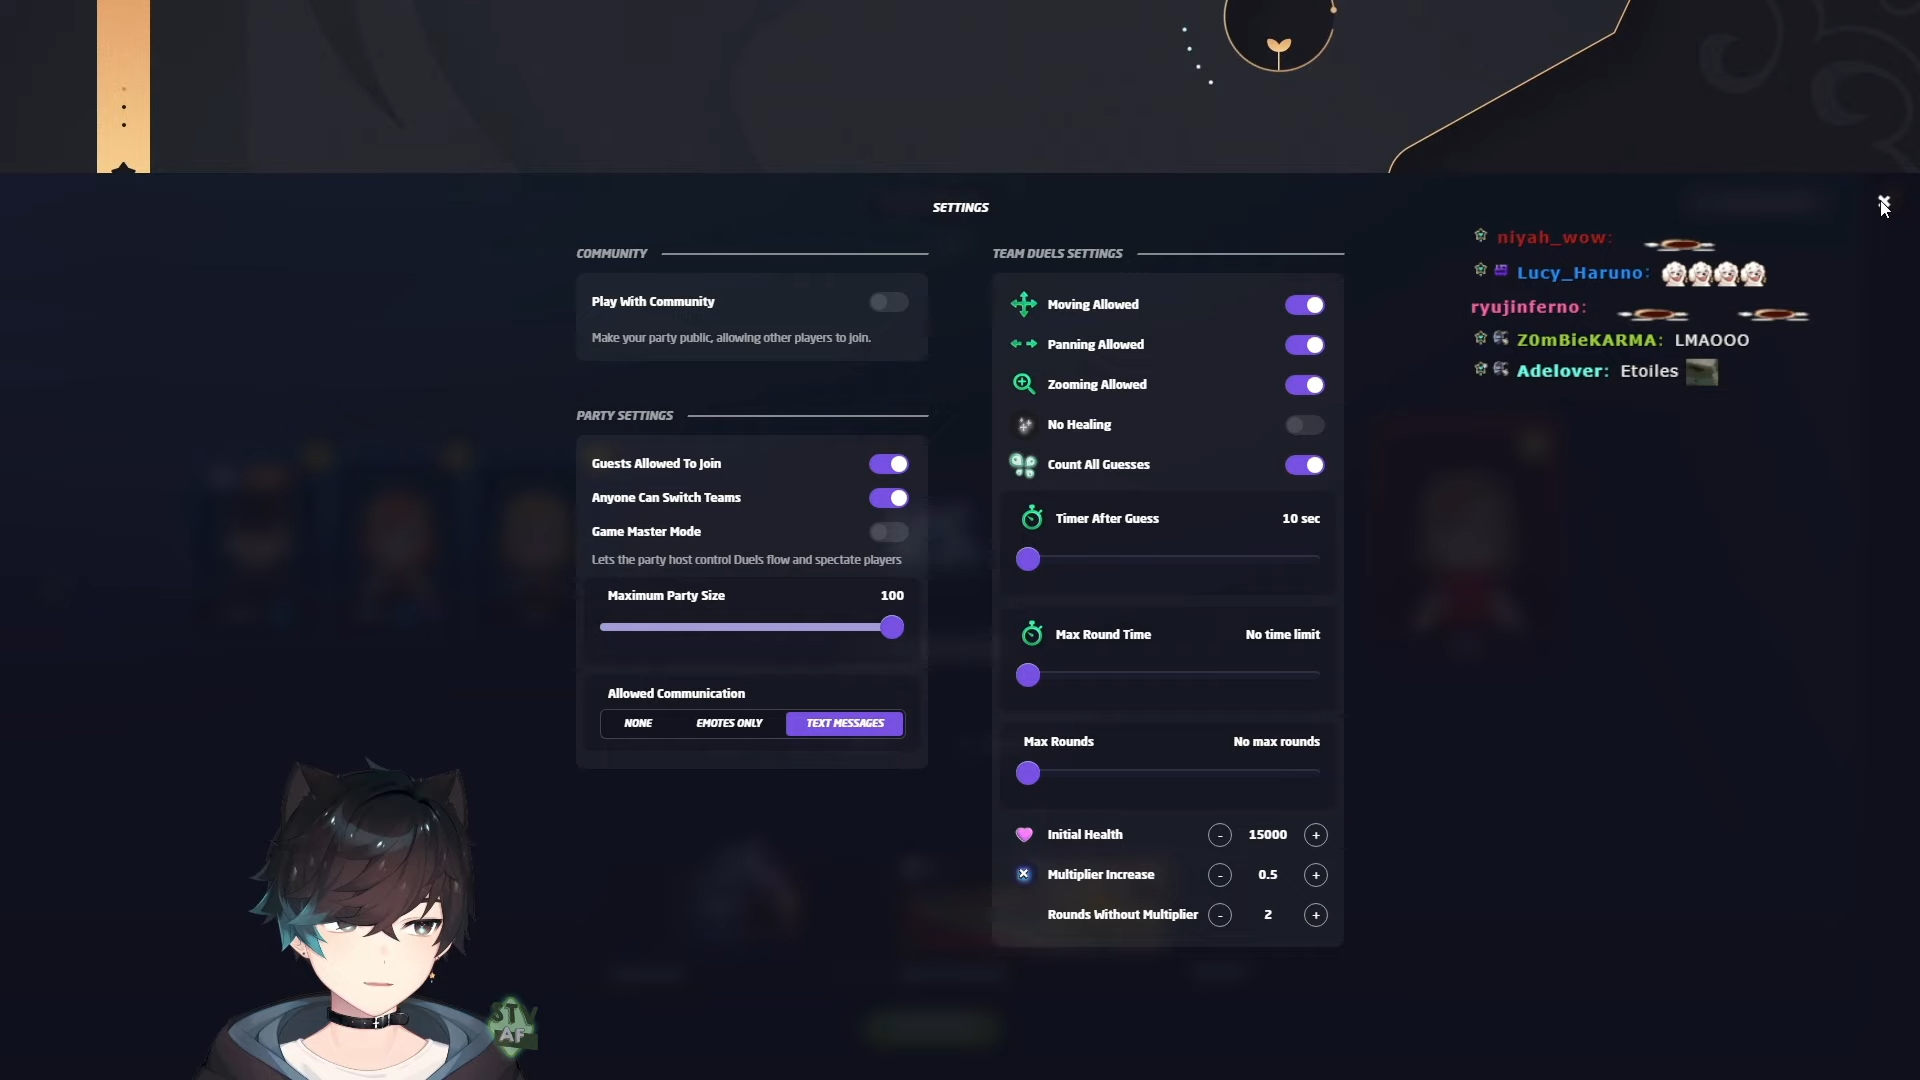 SETTINGS
COMMUNITY
Play With Community
Make your party public, allowing other players to join.
PARTY SETTINGS
Guests Allowed To Join
Anyone Can Switch Teams
Game Master Mode
Lets the party host control Duels flow and spectate players
Maximum Party Size 100
Allowed Communication
NONE EMOTES ONLY TEXT MESSAGES
TEAM DUELS SETTINGS
Moving Allowed
Panning Allowed
Zooming Allowed
No Healing
Count All Guesses
Timer After Guess 10 sec
Max Round Time No time limit
Max Rounds No max rounds
Initial Health - 15000 +
Multiplier Increase - 0.5 +
Rounds Without Multiplier - 2 +
niyah_wow:
Lucy_Haruno:
ryujinferno:
Z0mBieKARMA: LMAOOO
Adelover: Etoiles
STV
AF